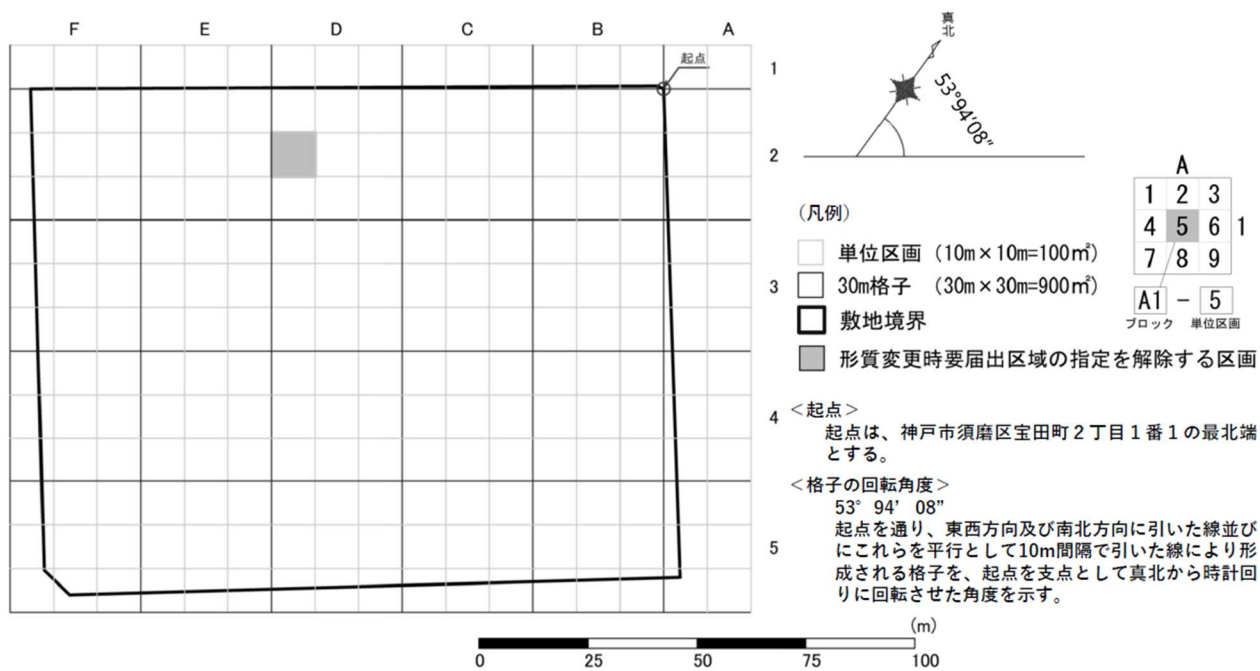 F E D C B A
起点
1
2
3
4
5
真北
53°94'08"
A
1 2 3
4 5 6 1
7 8 9
A1 - 5
ブロック 単位区画
(凡例)
単位区画 (10m×10m=100㎡)
30m格子 (30m×30m=900㎡)
敷地境界
形質変更時要届出区域の指定を解除する区画
＜起点＞
起点は、神戸市須磨区宝田町２丁目１番１の最北端
とする。
＜格子の回転角度＞
53° 94' 08"
起点を通り、東西方向及び南北方向に引いた線並び
にこれらを平行として10m間隔で引いた線により形
成される格子を、起点を支点として真北から時計回
りに回転させた角度を示す。
(m)
0 25 50 75 100